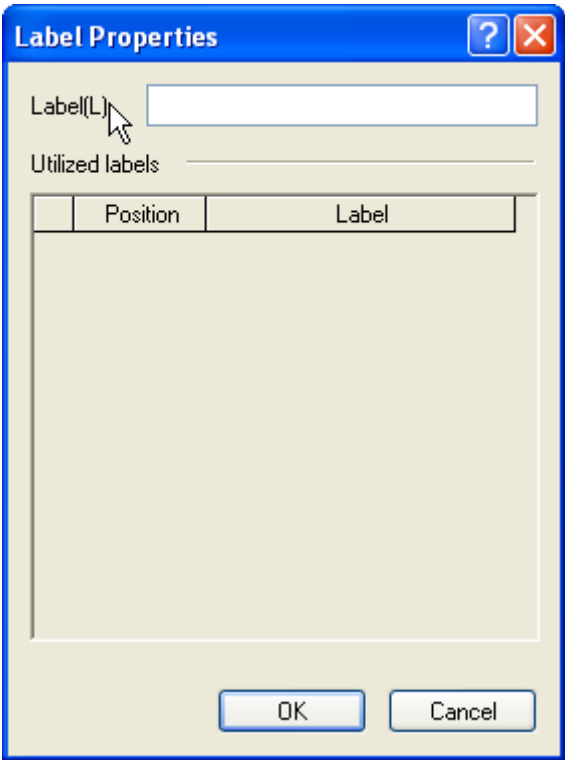 Label Properties
?
Label(L)
Utilized labels
Position Label
OK Cancel